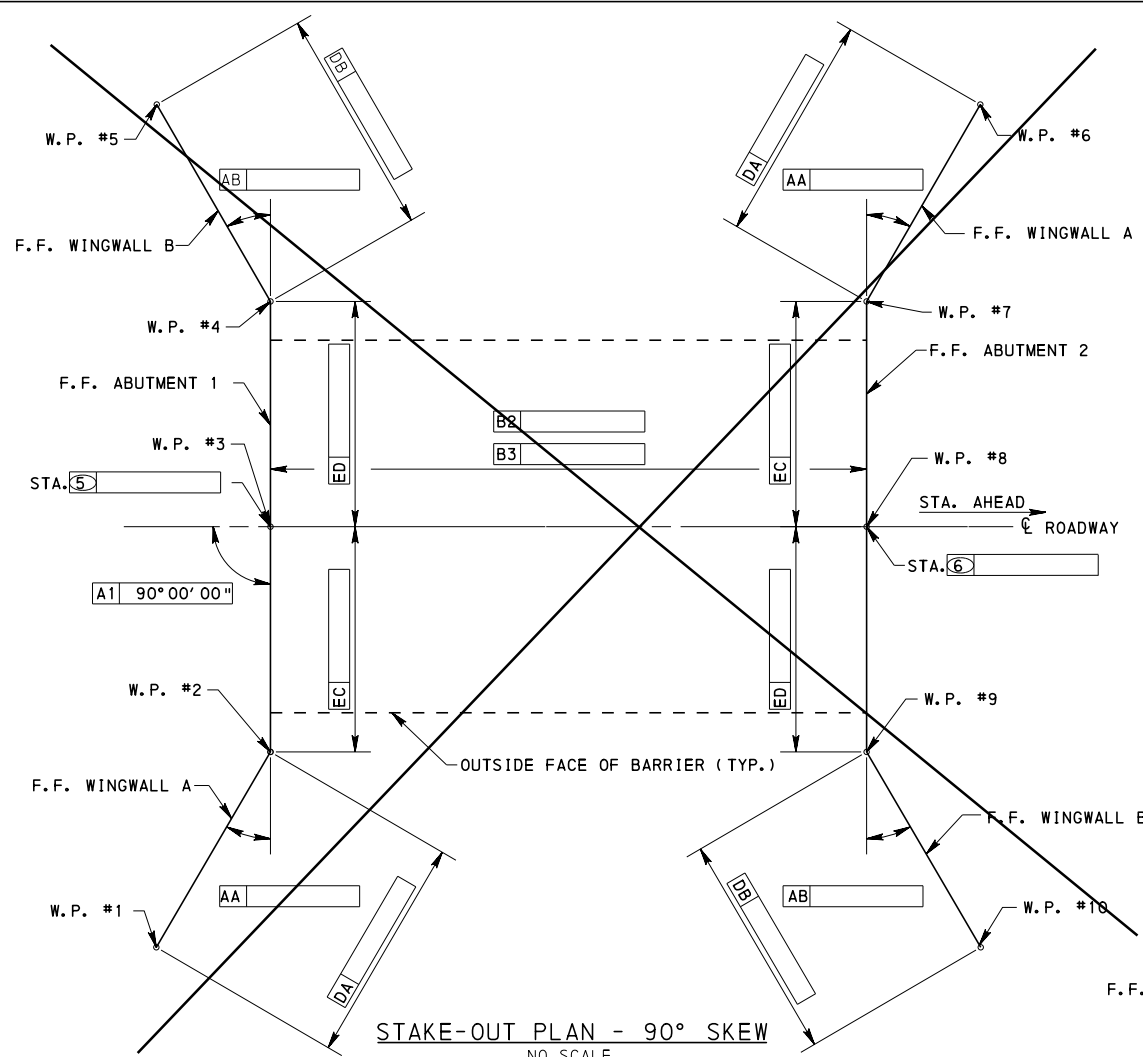 DB
W.P. #5
W.P. #6
AB
DA
AA
F.F. WINGWALL B
F.F. WINGWALL A
W.P. #4
W.P. #7
F.F. ABUTMENT 2
F.F. ABUTMENT 1
B2
W.P. #3
B3
ED
EC
W.P. #8
STA. 5
STA. AHEAD
℄ ROADWAY
STA. 6
A1 90°00'00"
EC
ED
W.P. #2
W.P. #9
OUTSIDE FACE OF BARRIER (TYP.)
F.F. WINGWALL A
F.F. WINGWALL B
AA
DB
AB
W.P. #1
W.P. #10
DA
F.F.
STAKE-OUT PLAN - 90° SKEW
NO SCALE